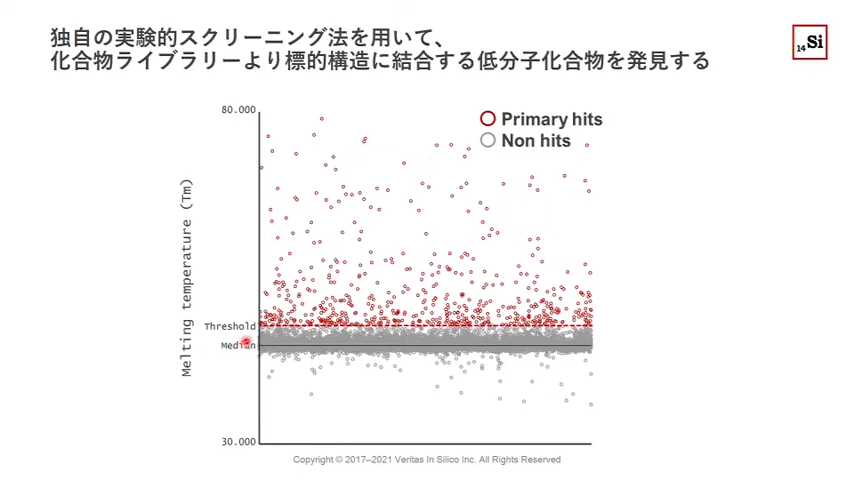 独自の実験的スクリーニング法を用いて、
化合物ライブラリーより標的構造に結合する低分子化合物を発見する
14Si
80.000
Primary hits
Non hits
Melting temperature (Tm)
Threshold
Median
30.000
Copyright © 2017–2021 Veritas In Silico Inc. All Rights Reserved